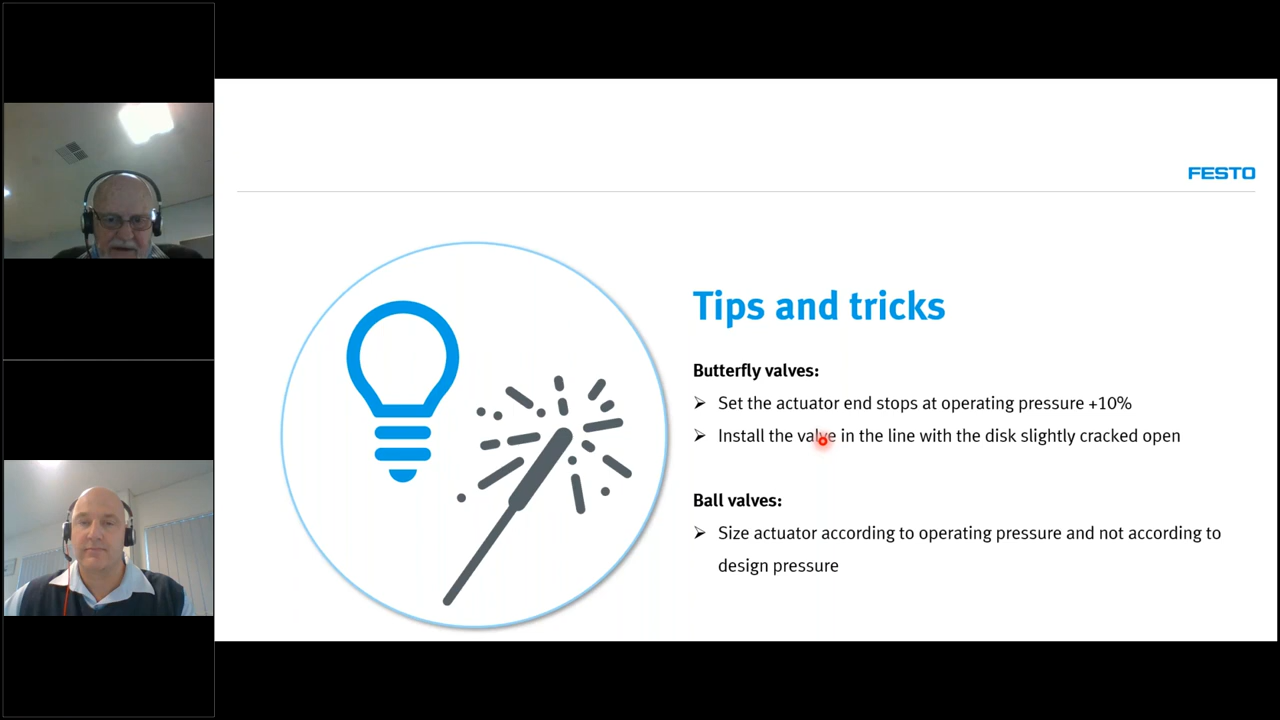 FESTO
Tips and tricks
Butterfly valves:
Set the actuator end stops at operating pressure +10%
Install the valve in the line with the disk slightly cracked open
Ball valves:
Size actuator according to operating pressure and not according to
design pressure